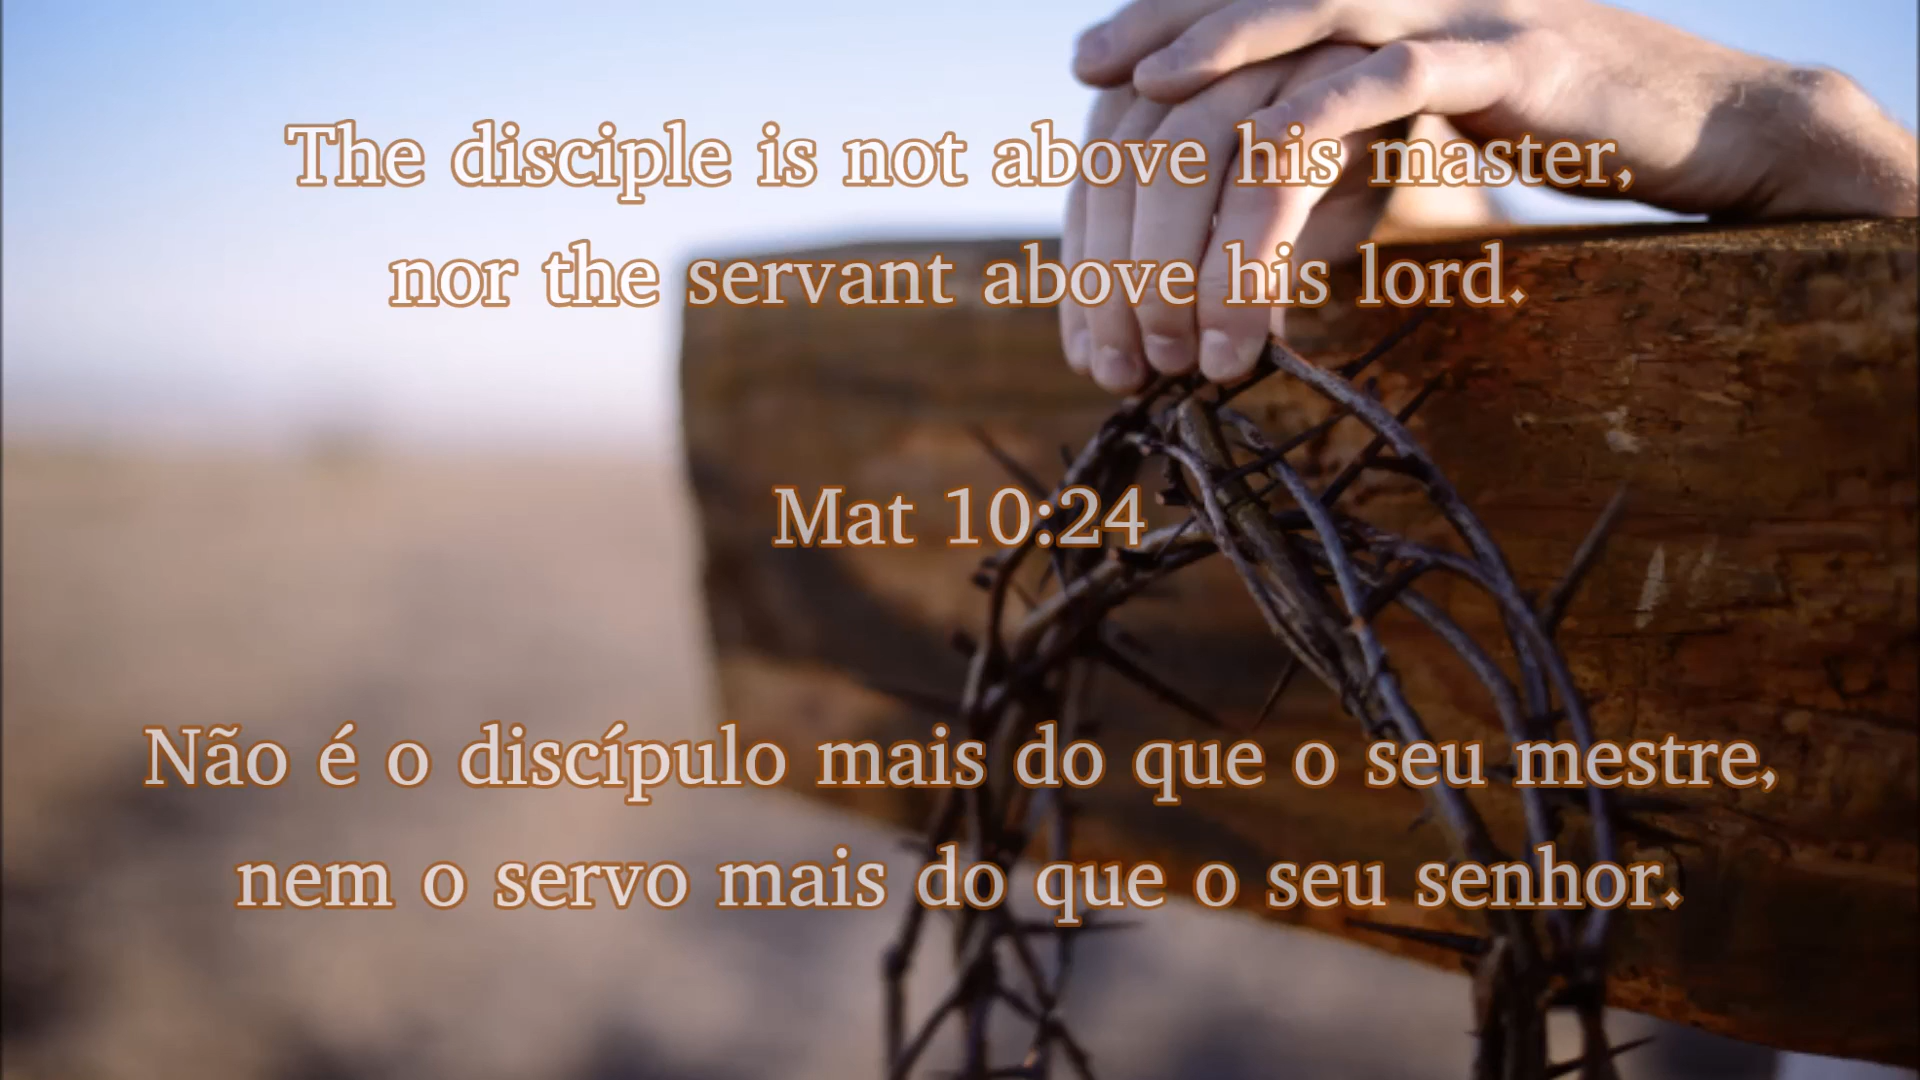 The disciple is not above his master,
nor the servant above his lord.
Mat 10:24
Não é o discípulo mais do que o seu mestre,
nem o servo mais do que o seu senhor.